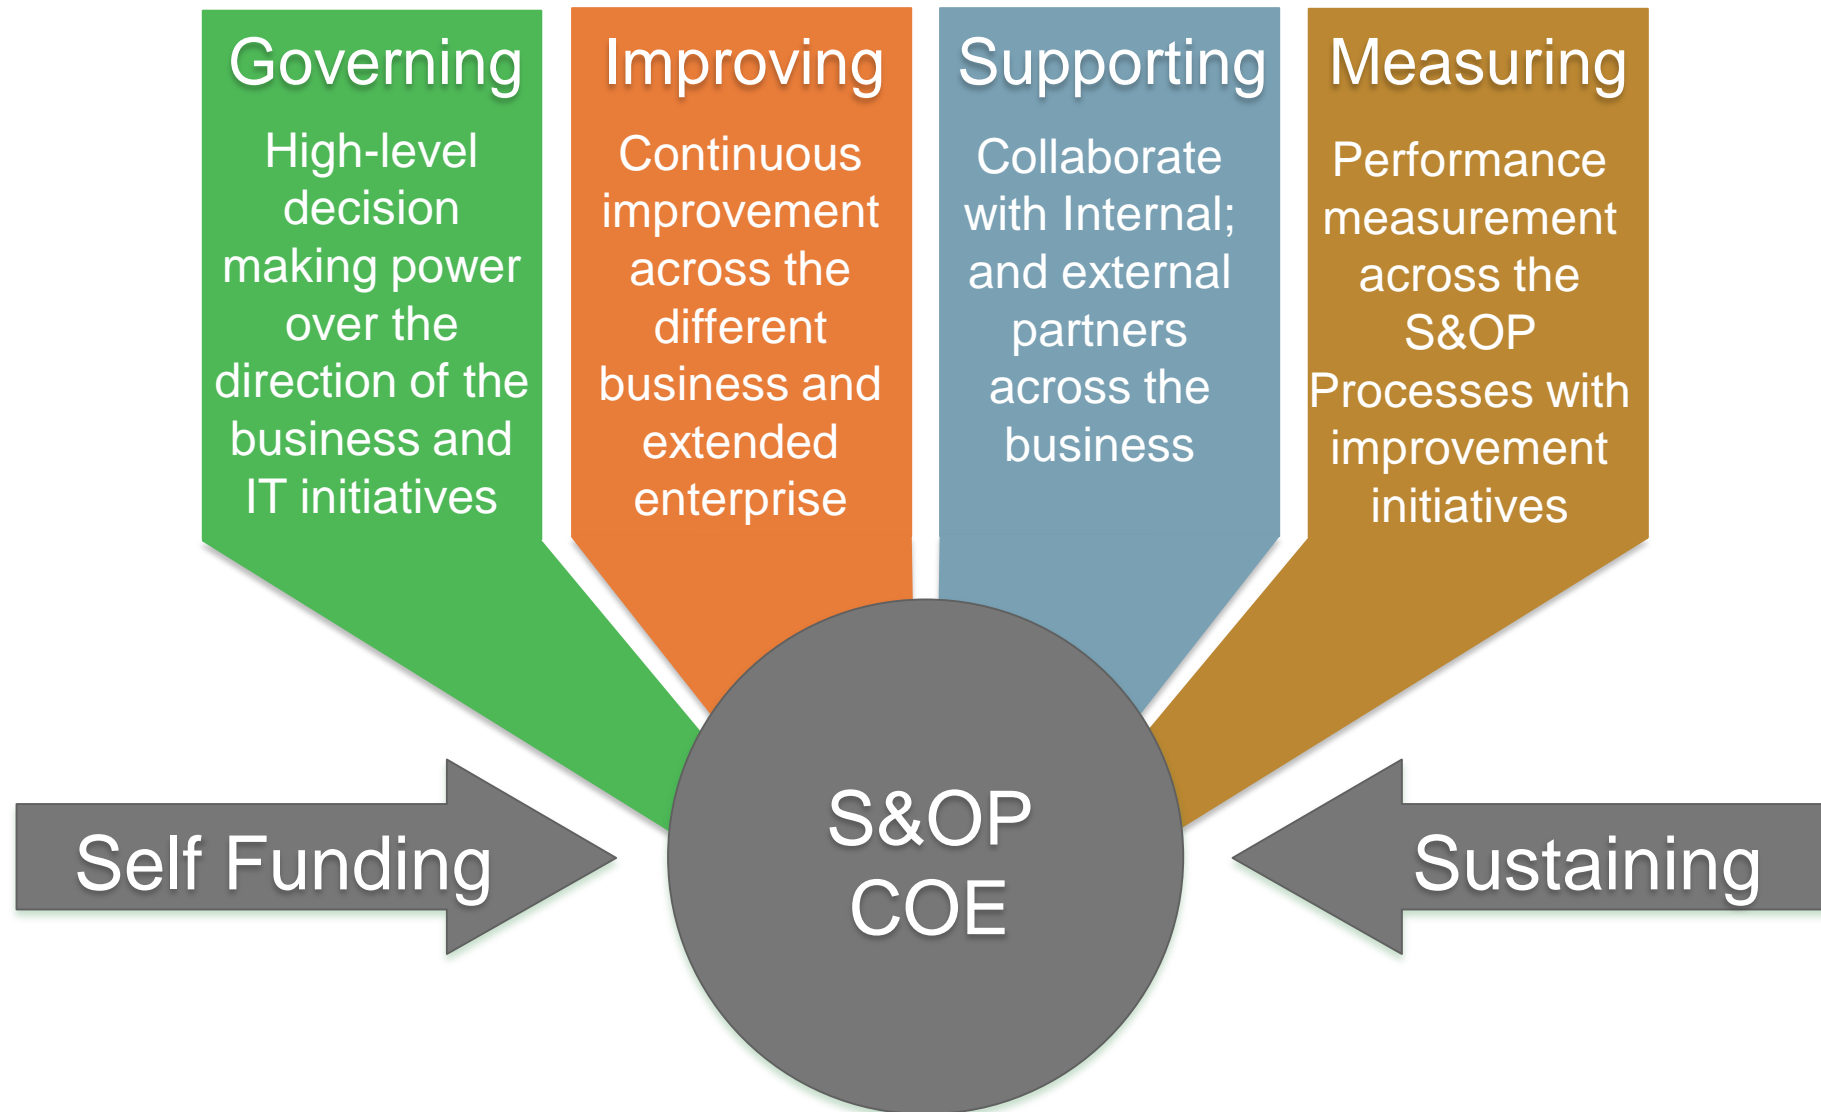 Governing
High-level
decision
making power
over the
direction of the
business and
IT initiatives
Improving
Continuous
improvement
across the
different
business and
extended
enterprise
Supporting
Collaborate
with Internal;
and external
partners
across the
business
Measuring
Performance
measurement
across the
S&OP
Processes with
improvement
initiatives
Self Funding
S&OP
COE
Sustaining